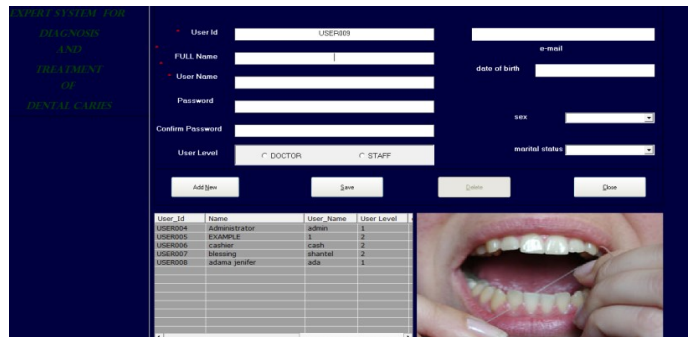 EXPERT SYSTEM FOR
DIAGNOSIS
AND
TREATMENT
OF
DENTAL CARIES
* User Id USER009
* FULL Name
* User Name
Password
Confirm Password
User Level DOCTOR STAFF
e-mail
date of birth
sex
marital status
Add New Save Delete Close
User_Id Name User_Name User Level
USER004 Administrator admin 1
USER005 EXAMPLE 1 2
USER006 cashier cash 2
USER007 blessing shantel 2
USER008 adama jenifer ada 1